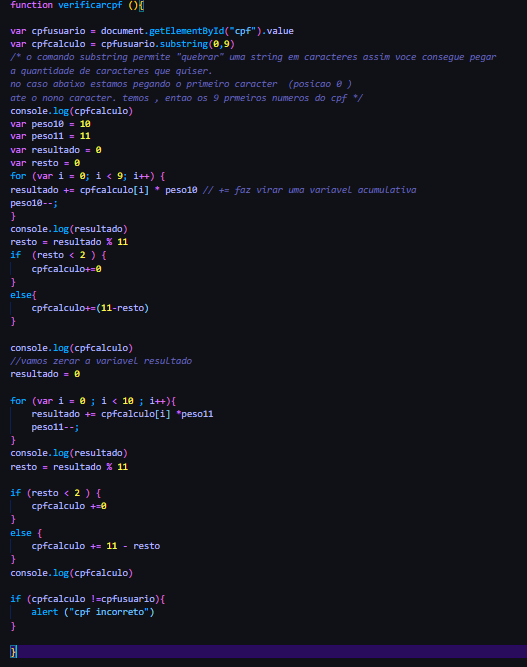 function verificarcpf (){
var cpfusuario = document.getElementById("cpf").value
var cpfcalculo = cpfusuario.substring(0,9)
/* o comando substring permite "quebrar" uma string em caracteres assim voce consegue pegar
a quantidade de caracteres que quiser.
no caso abaixo estamos pegando o primeiro caracter  (posicao 0 )
ate o nono caracter. temos , entao os 9 prmeiros numeros do cpf */
console.log(cpfcalculo)
var peso10 = 10
var peso11 = 11
var resultado = 0
var resto = 0
for (var i = 0; i < 9; i++) {
resultado += cpfcalculo[i] * peso10 // += faz virar uma variavel acumulativa
peso10--;
}
console.log(resultado)
resto = resultado % 11
if  (resto < 2 ) {
    cpfcalculo+=0
}
else{
    cpfcalculo+=(11-resto)
}
console.log(cpfcalculo)
//vamos zerar a variavel resultado
resultado = 0
for (var i = 0 ; i < 10 ; i++){
    resultado += cpfcalculo[i] *peso11
    peso11--;
}
console.log(resultado)
resto = resultado % 11
if (resto < 2 ) {
    cpfcalculo +=0
}
else {
    cpfcalculo += 11 - resto
}
console.log(cpfcalculo)
if (cpfcalculo !=cpfusuario){
    alert ("cpf incorreto")
}
}